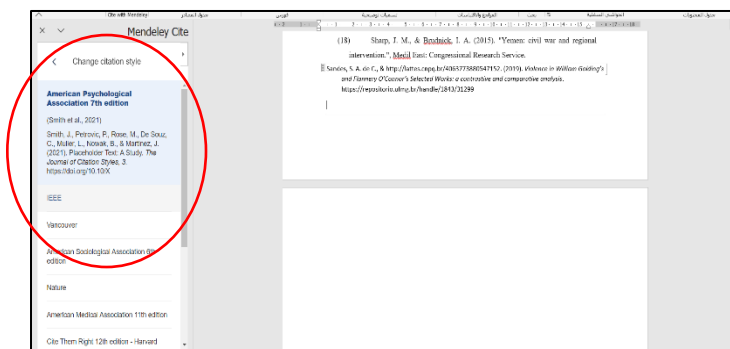 Cite with Mendeley
Mendeley Cite
Change citation style
American Psychological
Association 7th edition
(Smith et al., 2021)
Smith, J., Petrovic, P., Rose, M., De Souz,
C., Muller, L., Nowak, B., & Martinez, J.
(2021). Placeholder Text: A Study. The
Journal of Citation Styles, 3.
https://doi.org/10.10/X
IEEE
Vancouver
American Sociological Association 6th
edition
Nature
American Medical Association 11th edition
Cite Them Right 12th edition - Harvard
(18) Sharp, J. M., & Brudnick, I. A. (2015). "Yemen: civil war and regional
intervention.", Medil East: Congressional Research Service.
Sandes, S. A. de C., & http://lattes.cnpq.br/4063773880547152. (2019). Violence in William Golding's
and Flannery O'Connor's Selected Works: a contrastive and comparative analysis.
https://repositorio.ufmg.br/handle/1843/31299